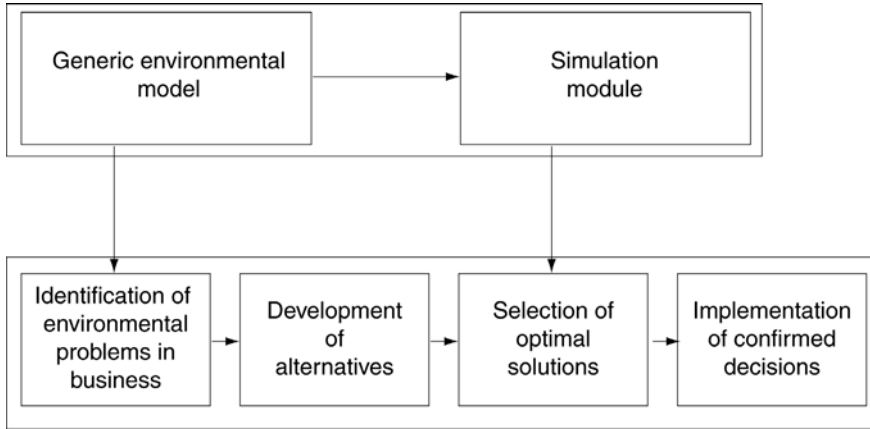 Generic environmental
model
Simulation
module
Identification of
environmental
problems in
business
Development
of
alternatives
Selection of
optimal
solutions
Implementation
of confirmed
decisions